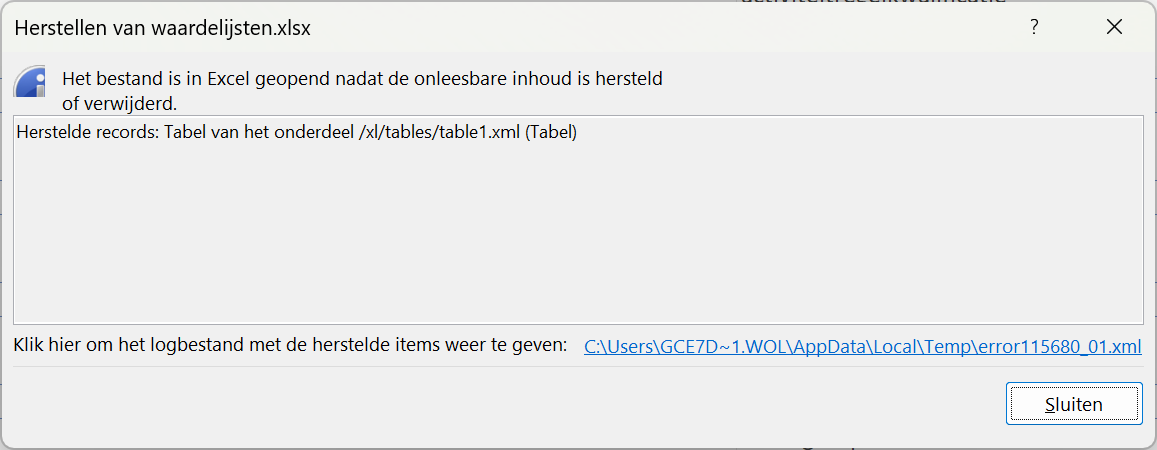 Herstellen van waardelijsten.xlsx
?
Het bestand is in Excel geopend nadat de onleesbare inhoud is hersteld
of verwijderd.
Herstelde records: Tabel van het onderdeel /xl/tables/table1.xml (Tabel)
Klik hier om het logbestand met de herstelde items weer te geven: C:\Users\GCE7D~1.WOL\AppData\Local\Temp\error115680_01.xml
Sluiten